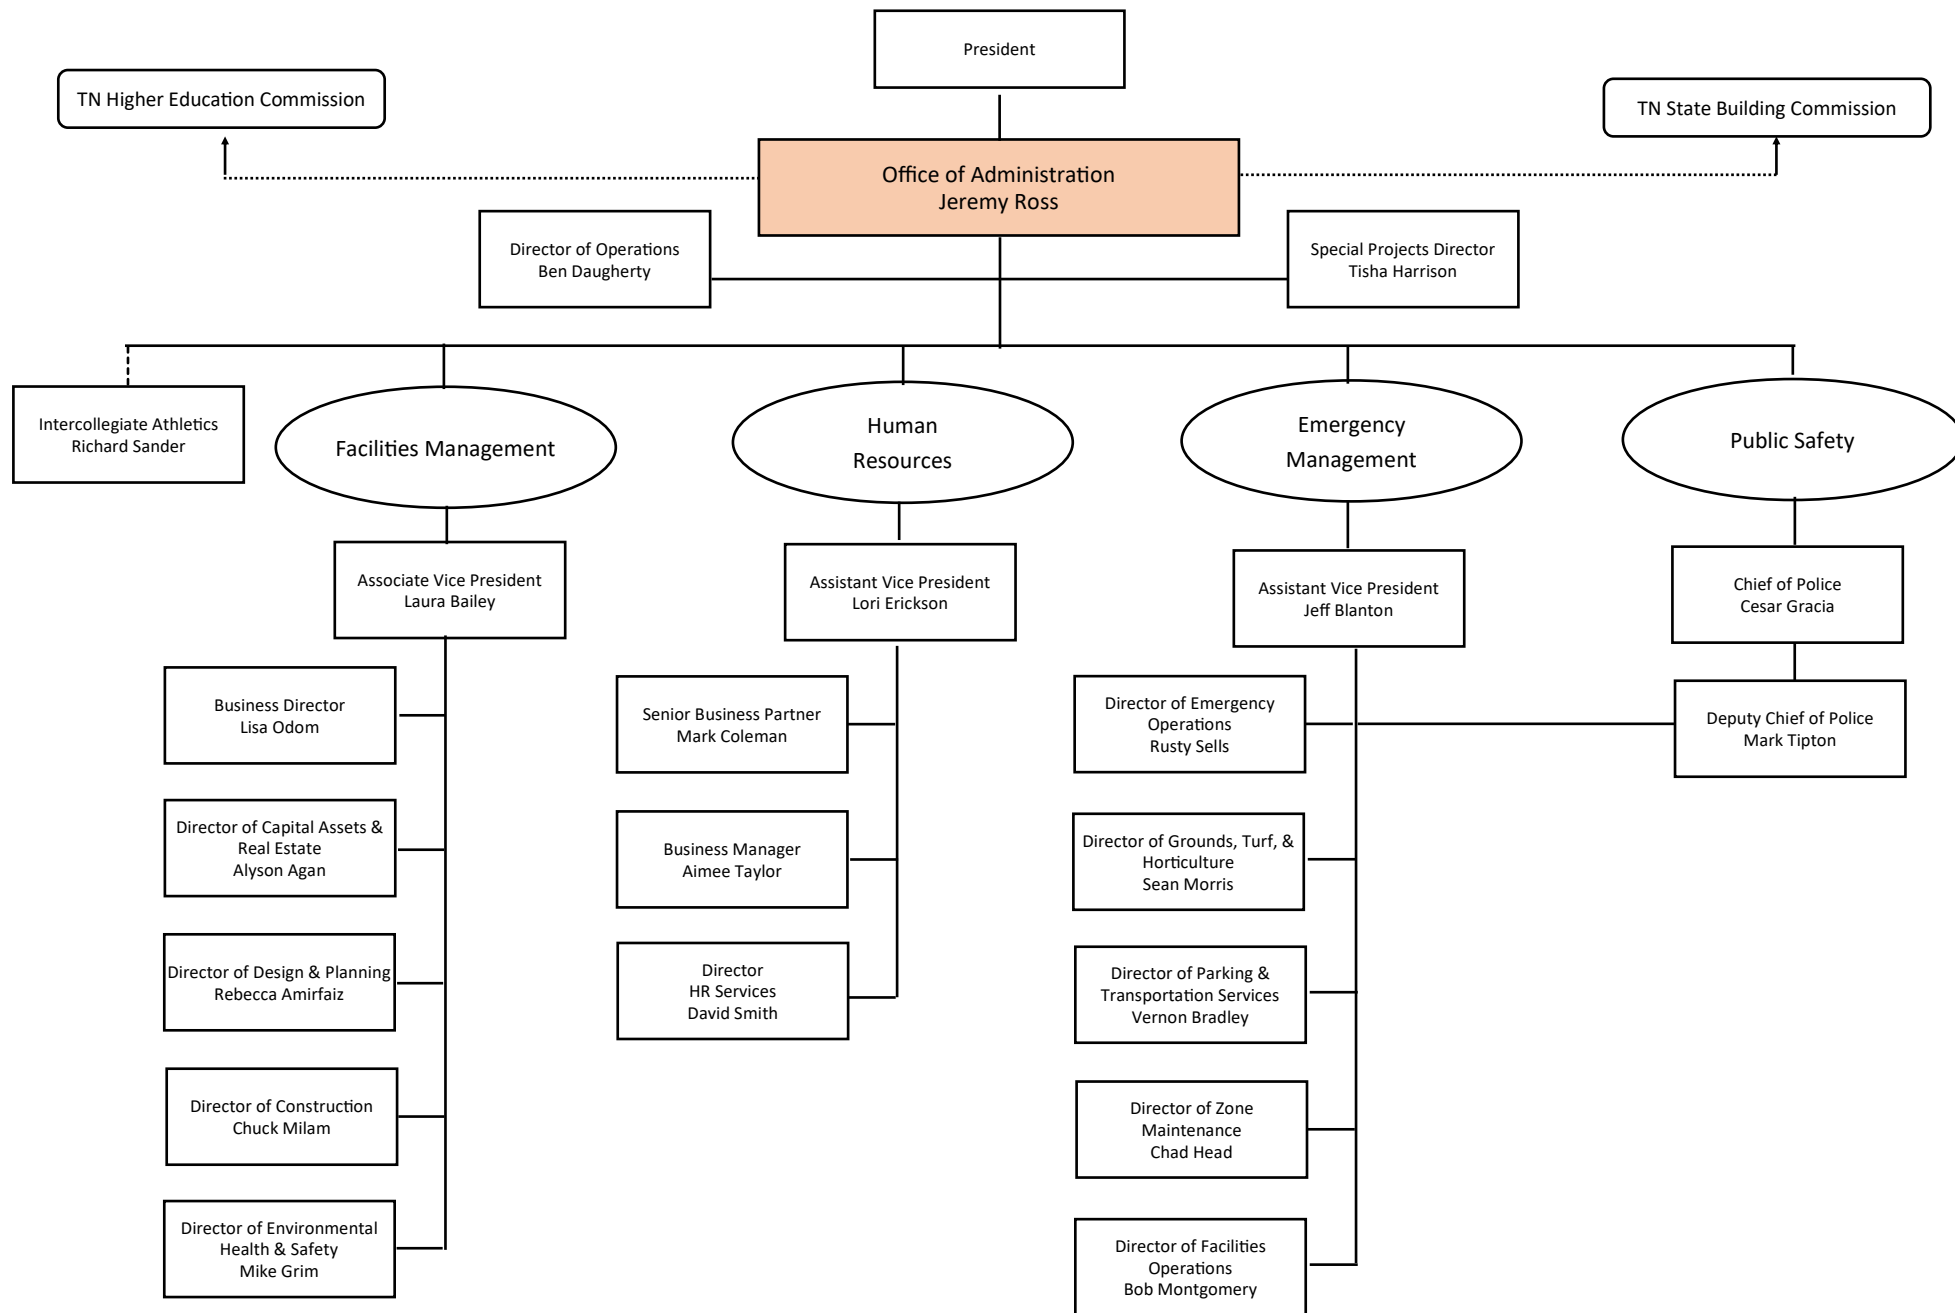 President
TN Higher Education Commission
TN State Building Commission
Office of Administration
Jeremy Ross
Director of Operations
Ben Daugherty
Special Projects Director
Tisha Harrison
Intercollegiate Athletics
Richard Sander
Facilities Management
Human
Resources
Emergency
Management
Public Safety
Associate Vice President
Laura Bailey
Assistant Vice President
Lori Erickson
Assistant Vice President
Jeff Blanton
Chief of Police
Cesar Gracia
Business Director
Lisa Odom
Senior Business Partner
Mark Coleman
Director of Emergency
Operations
Rusty Sells
Deputy Chief of Police
Mark Tipton
Director of Capital Assets &
Real Estate
Alyson Agan
Business Manager
Aimee Taylor
Director of Grounds, Turf, &
Horticulture
Sean Morris
Director of Design & Planning
Rebecca Amirfaiz
Director
HR Services
David Smith
Director of Parking &
Transportation Services
Vernon Bradley
Director of Construction
Chuck Milam
Director of Zone
Maintenance
Chad Head
Director of Environmental
Health & Safety
Mike Grim
Director of Facilities
Operations
Bob Montgomery